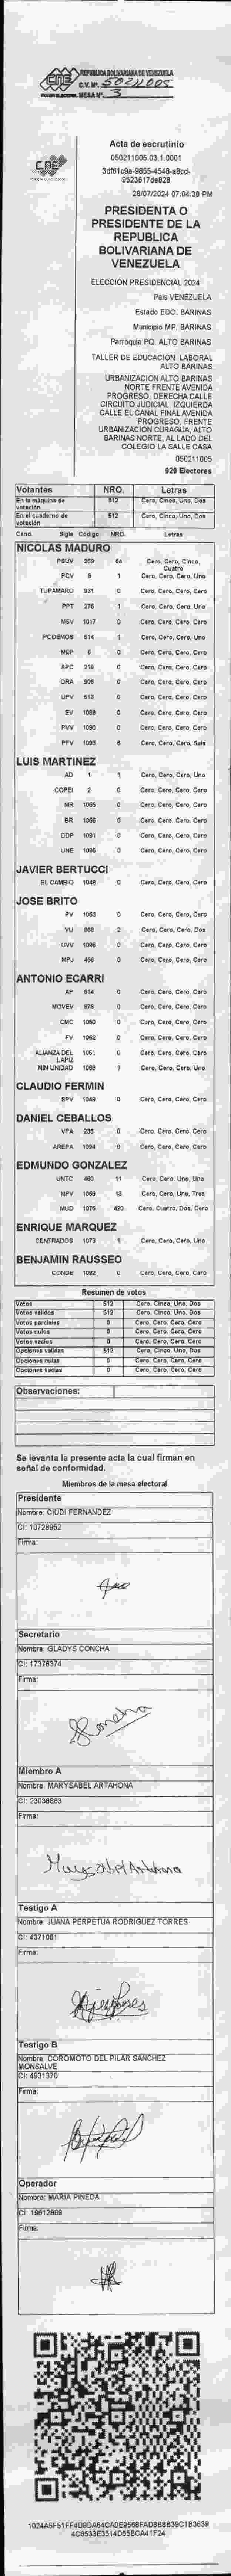 REPUBLICA BOLIVARIANA DE VENEZUELA
CNE
PODER ELECTORAL
C.V. Nº. 50211005
MESA Nº. 3
CNE
Acta de escrutinio
050211005.03.1.0001
26/07/2024 07:04:38 PM
PRESIDENTA O
PRESIDENTE DE LA
REPUBLICA
BOLIVARIANA DE
VENEZUELA
ELECCION PRESIDENCIAL 2024
Pais VENEZUELA
Estado EDO. BARINAS
Municipio MP. BARINAS
Parroquia PQ. ALTO BARINAS
TALLER DE EDUCACION LABORAL
ALTO BARINAS
URBANIZACION ALTO BARINAS
NORTE FRENTE AVENIDA
PROGRESO. DERECHA CALLE
CIRCUITO JUDICIAL. IZQUIERDA
CALLE EL CANAL FINAL AVENIDA
PROGRESO. FRENTE
URBANIZACION CURAGUA, ALTO
BARINAS NORTE, AL LADO DEL
COLEGIO LA SALLE CASA
050211005
929 Electores
Votantes NRO. Letras
En la máquina de votación 512 Cero, Cinco, Uno, Dos
En el cuaderno de votación 512 Cero, Cinco, Uno, Dos
Cand. Sigla Código NRO. Letras
NICOLAS MADURO
PSUV 269 54 Cero, Cero, Cinco, Cuatro
PCV 9 1 Cero, Cero, Cero, Uno
TUPAMARO 931 0 Cero, Cero, Cero, Cero
PPT 275 1 Cero, Cero, Cero, Uno
MSV 1017 0 Cero, Cero, Cero, Cero
PODEMOS 514 1 Cero, Cero, Cero, Uno
MEP 6 0 Cero, Cero, Cero, Cero
APC 219 0 Cero, Cero, Cero, Cero
ORA 906 0 Cero, Cero, Cero, Cero
UPV 613 0 Cero, Cero, Cero, Cero
EV 1089 0 Cero, Cero, Cero, Cero
PVV 1090 0 Cero, Cero, Cero, Cero
PFV 1093 6 Cero, Cero, Cero, Seis
LUIS MARTINEZ
AD 1 1 Cero, Cero, Cero, Uno
COPEI 2 0 Cero, Cero, Cero, Cero
MR 1005 0 Cero, Cero, Cero, Cero
BR 1066 0 Cero, Cero, Cero, Cero
DDP 1091 0 Cero, Cero, Cero, Cero
UNE 1096 0 Cero, Cero, Cero, Cero
JAVIER BERTUCCI
EL CAMBIO 1048 0 Cero, Cero, Cero, Cero
JOSE BRITO
PV 1053 0 Cero, Cero, Cero, Cero
VU 969 2 Cero, Cero, Cero, Dos
UVV 1098 0 Cero, Cero, Cero, Cero
MPJ 458 0 Cero, Cero, Cero, Cero
ANTONIO ECARRI
AP 914 0 Cero, Cero, Cero, Cero
MOVEV 978 0 Cero, Cero, Cero, Cero
CMC 1050 0 Cero, Cero, Cero, Cero
FV 1062 0 Cero, Cero, Cero, Cero
ALIANZA DEL LAPIZ 1051 0 Cero, Cero, Cero, Cero
MIN UNIDAD 1080 1 Cero, Cero, Cero, Uno
CLAUDIO FERMIN
SPV 1049 0 Cero, Cero, Cero, Cero
DANIEL CEBALLOS
VPA 236 0 Cero, Cero, Cero, Cero
AREPA 1094 0 Cero, Cero, Cero, Cero
EDMUNDO GONZALEZ
UNTC 460 11 Cero, Cero, Uno, Uno
MPV 1069 13 Cero, Cero, Uno, Tres
MUD 1076 420 Cero, Cuatro, Dos, Cero
ENRIQUE MARQUEZ
CENTRADOS 1073 1 Cero, Cero, Cero, Uno
BENJAMIN RAUSSEO
CONDE 1092 0 Cero, Cero, Cero, Cero
Resumen de votos
Votos 512 Cero, Cinco, Uno, Dos
Votos válidos 512 Cero, Cinco, Uno, Dos
Votos parciales 0 Cero, Cero, Cero, Cero
Votos nulos 0 Cero, Cero, Cero, Cero
Votos vacíos 0 Cero, Cero, Cero, Cero
Opciones válidas 512 Cero, Cinco, Uno, Dos
Opciones nulas 0 Cero, Cero, Cero, Cero
Opciones vacías 0 Cero, Cero, Cero, Cero
Observaciones:
Se levanta la presente acta la cual firman en
señal de conformidad.
Miembros de la mesa electoral
Presidente
Nombre: CIUDI FERNANDEZ
CI: 10728952
Firma:
Secretario
Nombre: GLADYS CONCHA
CI: 17376374
Firma:
GConcha
Miembro A
Nombre: MARYSABEL ARTAHONA
CI: 23038863
Firma:
Marysabel Artahona
Testigo A
Nombre: JUANA PERPETUA RODRIGUEZ TORRES
CI: 4371081
Firma:
Testigo B
Nombre: COROMOTO DEL PILAR SANCHEZ
MONSALVE
CI: 4931370
Firma:
Operador
Nombre: MARIA PINEDA
CI: 19612889
Firma: